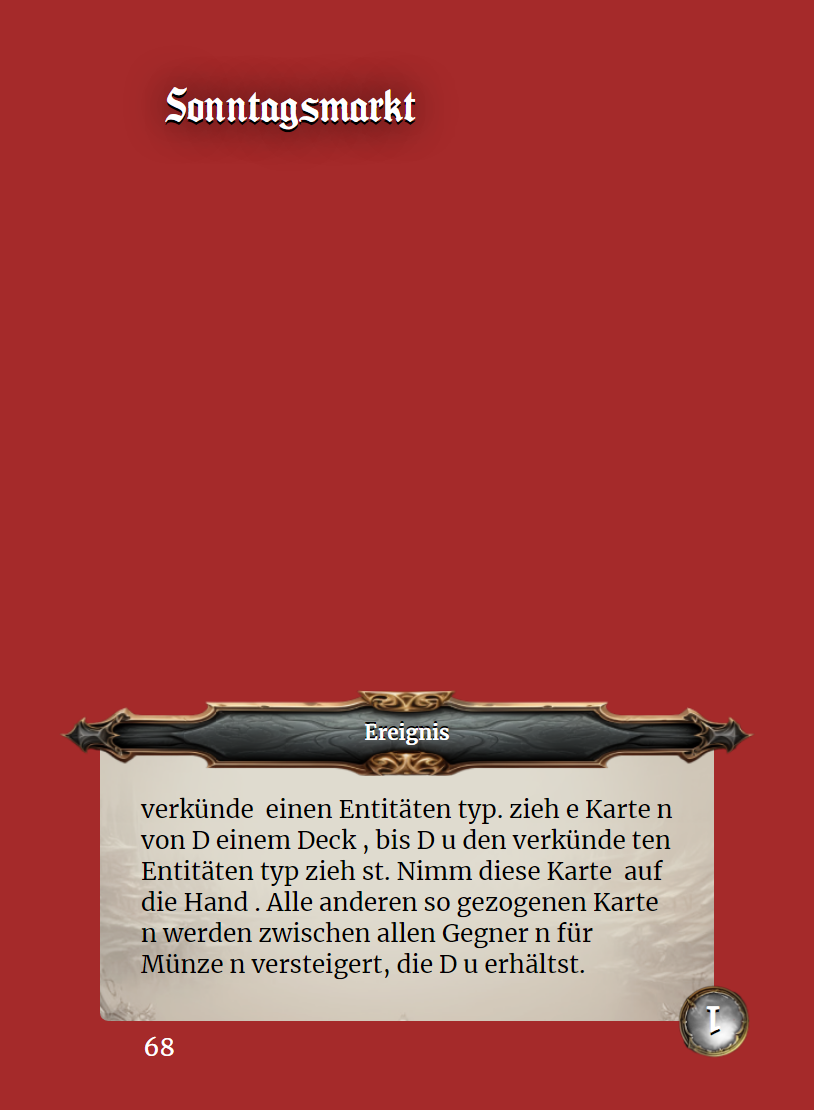 Sonntagsmarkt
Ereignis
verkünde  einen Entitäten typ. zieh e Karte n
von D einem Deck , bis D u den verkünde ten
Entitäten typ zieh st. Nimm diese Karte  auf
die Hand . Alle anderen so gezogenen Karte
n werden zwischen allen Gegner n für
Münze n versteigert, die D u erhältst.
1
68